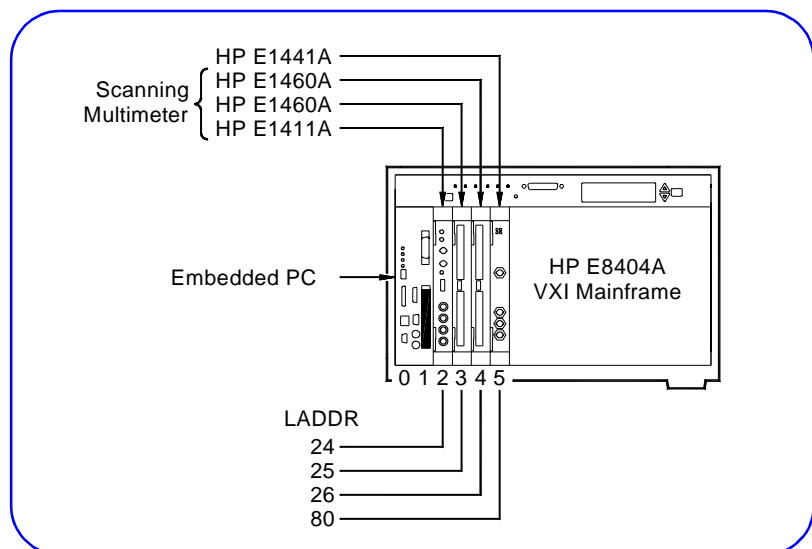 HP E1441A
HP E1460A
HP E1460A
HP E1411A
Scanning
Multimeter
Embedded PC
HP E8404A
VXI Mainframe
0 1 2 3 4 5
LADDR
24
25
26
80